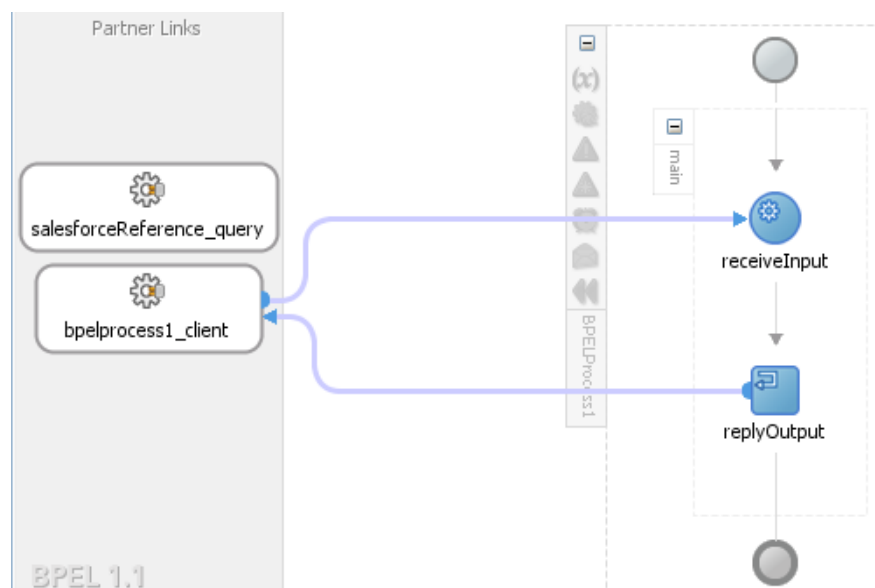 Partner Links
salesforceReference_query
bpelprocess1_client
BPEL 1.1
(x)
BPELProcess1
main
receiveInput
replyOutput